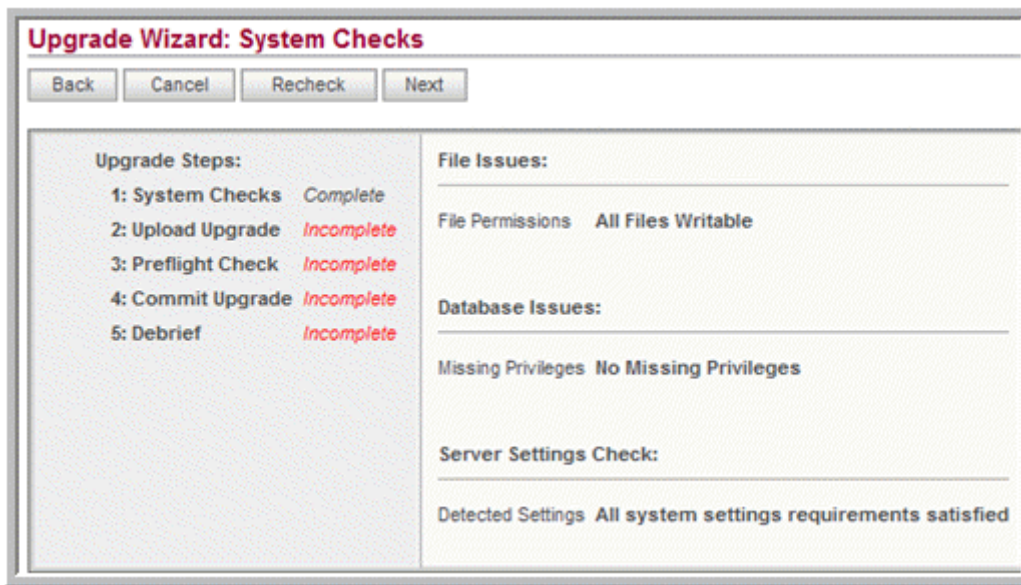 Upgrade Wizard: System Checks
Back Cancel Recheck Next
Upgrade Steps:
1: System Checks Complete
2: Upload Upgrade Incomplete
3: Preflight Check Incomplete
4: Commit Upgrade Incomplete
5: Debrief Incomplete
File Issues:
File Permissions All Files Writable
Database Issues:
Missing Privileges No Missing Privileges
Server Settings Check:
Detected Settings All system settings requirements satisfied